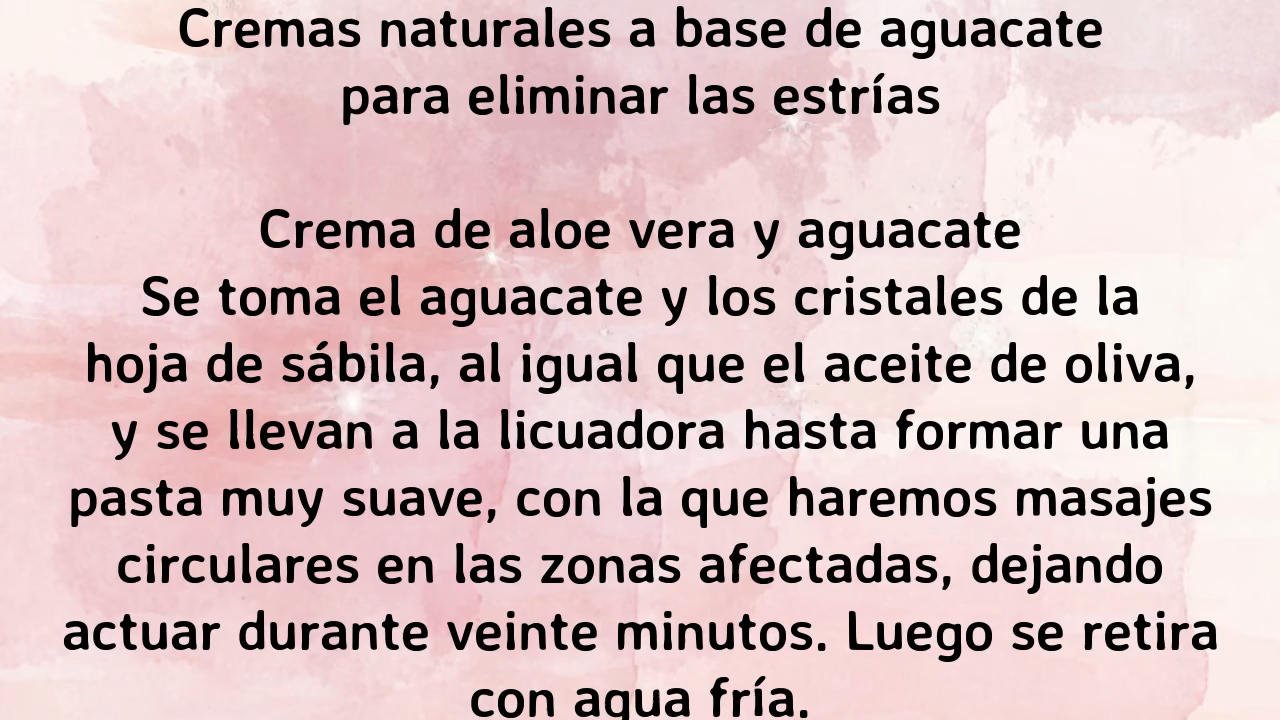 Cremas naturales a base de aguacate
para eliminar las estrías
Crema de aloe vera y aguacate
Se toma el aguacate y los cristales de la
hoja de sábila, al igual que el aceite de oliva,
y se llevan a la licuadora hasta formar una
pasta muy suave, con la que haremos masajes
circulares en las zonas afectadas, dejando
actuar durante veinte minutos. Luego se retira
con agua fría.